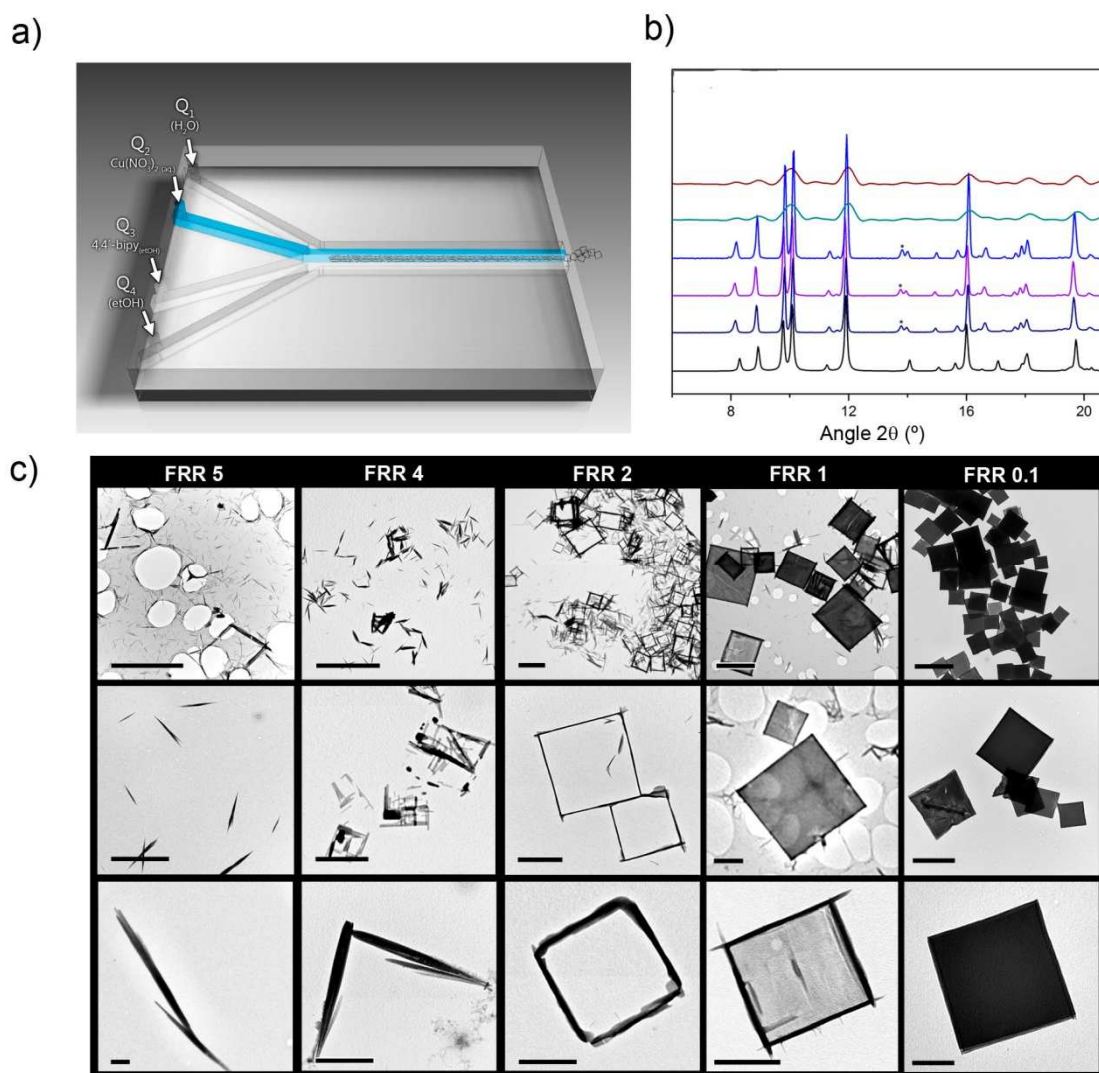 a)
Q₁
(H₂O)
Q₂
Cu(NO₃)₂ (aq.)
Q₃
4,4'-bipy(etOH)
Q₄
(etOH)
b)
*
*
*
8 12 16 20
Angle 2θ (º)
c)
FRR 5 FRR 4 FRR 2 FRR 1 FRR 0.1